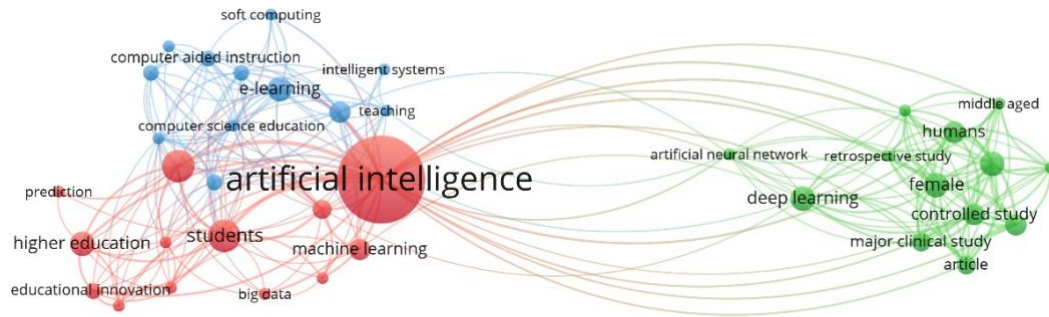 soft computing
computer aided instruction
intelligent systems
e-learning
teaching
computer science education
artificial intelligence
prediction
students
higher education
machine learning
educational innovation
big data
middle aged
humans
artificial neural network
retrospective study
female
deep learning
controlled study
major clinical study
article